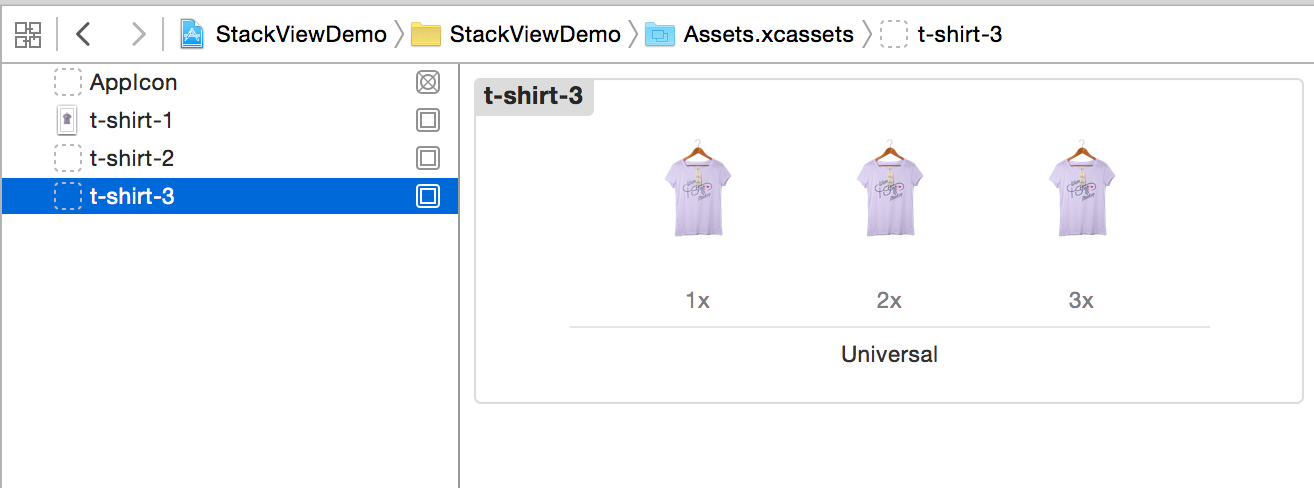 StackViewDemo StackViewDemo Assets.xcassets t-shirt-3
AppIcon
t-shirt-1
t-shirt-2
t-shirt-3
t-shirt-3
1x 2x 3x
Universal